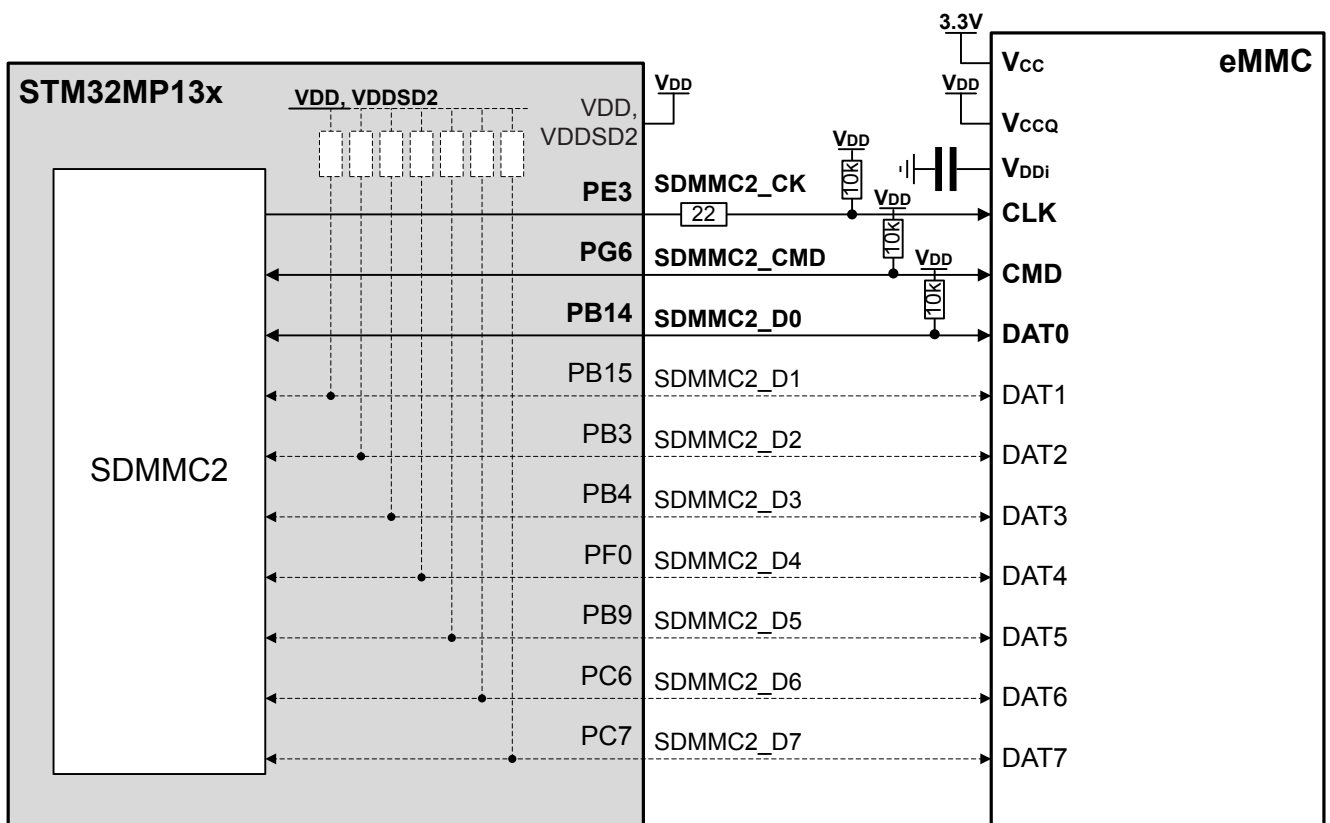 3.3V
STM32MP13x
VDD, VDDSD2
VDD,
VDDSD2
VDD
VCC
eMMC
VDD
VCCQ
VDD
10k
VDDi
PE3
SDMMC2_CK
22
CLK
VDD
10k
PG6
SDMMC2_CMD
CMD
VDD
10k
PB14
SDMMC2_D0
DAT0
PB15
SDMMC2_D1
DAT1
SDMMC2
PB3
SDMMC2_D2
DAT2
PB4
SDMMC2_D3
DAT3
PF0
SDMMC2_D4
DAT4
PB9
SDMMC2_D5
DAT5
PC6
SDMMC2_D6
DAT6
PC7
SDMMC2_D7
DAT7